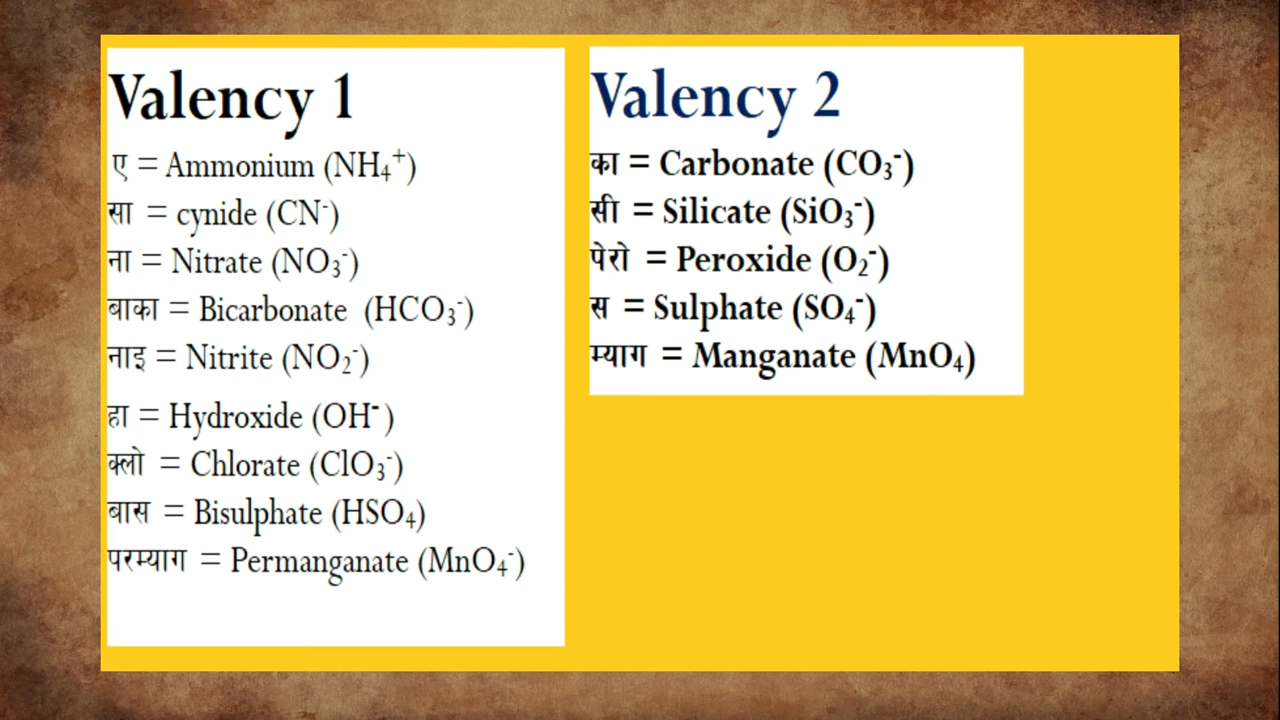 Valency 1
ए = Ammonium (NH₄⁺)
सा = cynide (CN⁻)
ना = Nitrate (NO₃⁻)
बाका = Bicarbonate (HCO₃⁻)
नाइ = Nitrite (NO₂⁻)
हा = Hydroxide (OH⁻ )
क्लो = Chlorate (ClO₃⁻)
बास = Bisulphate (HSO₄)
परम्याग = Permanganate (MnO₄⁻)
Valency 2
का = Carbonate (CO₃⁻)
सी = Silicate (SiO₃⁻)
पेरो = Peroxide (O₂⁻)
स = Sulphate (SO₄⁻)
म्याग = Manganate (MnO₄)